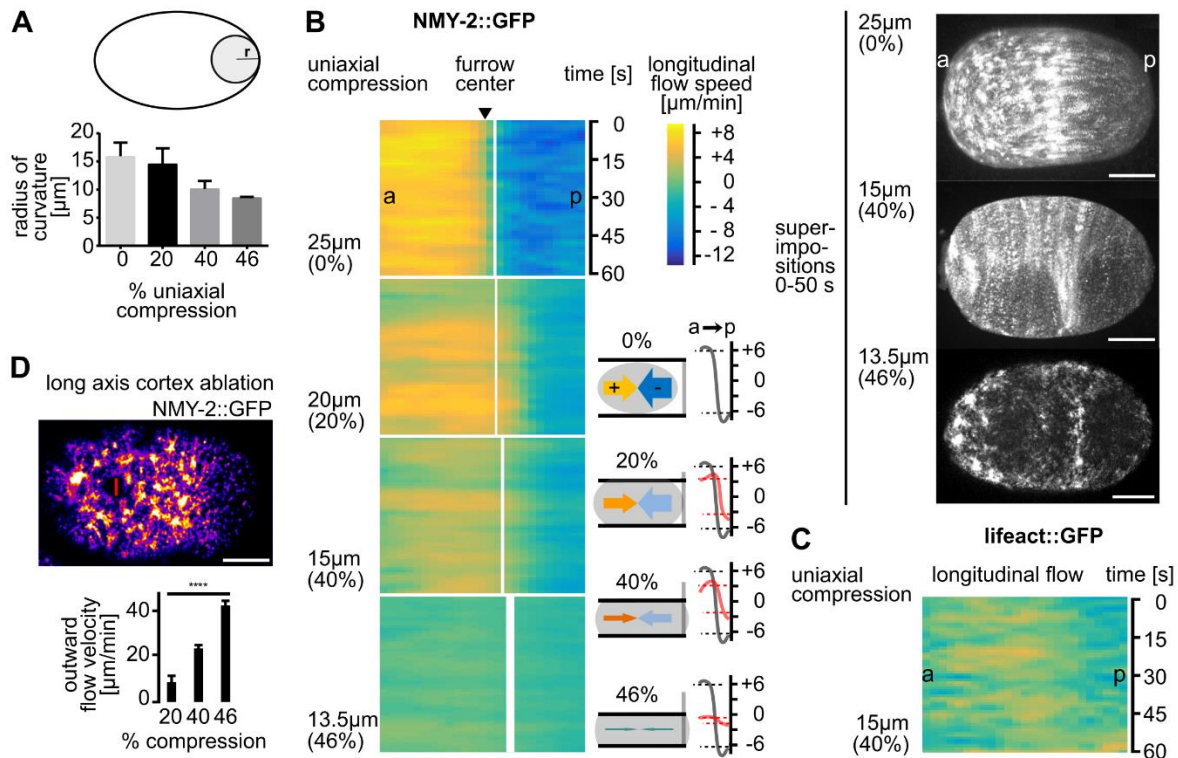 A
r
radius of
curvature
[µm]
20
15
10
5
0
0 20 40 46
% uniaxial
compression
B
NMY-2::GFP
uniaxial
compression
furrow
center
time [s]
longitudinal
flow speed
[µm/min]
a
p
0
15
30
45
60
+8
+4
0
- 4
- 8
-12
25µm
(0%)
20µm
(20%)
15µm
(40%)
13.5µm
(46%)
a p
0%
+ -
+6
0
-6
20%
+6
0
-6
40%
+6
0
-6
46%
+6
0
-6
super-
impo-
sitions
0-50 s
25µm
(0%)
a
p
15µm
(40%)
13.5µm
(46%)
C
lifeact::GFP
uniaxial
compression
longitudinal flow
time [s]
a
p
0
15
30
45
60
15µm
(40%)
D
long axis cortex ablation
NMY-2::GFP
****
outward
flow velocity
[µm/min]
40
20
0
20 40 46
% compression